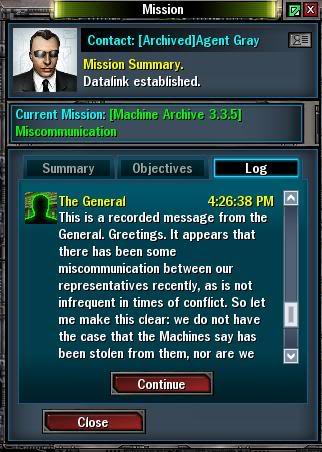 Mission
Contact: [Archived]Agent Gray
Mission Summary.
Datalink established.
Current Mission: [Machine Archive 3.3.5]
Miscommunication
Summary
Objectives
Log
The General 4:26:38 PM
This is a recorded message from the
General. Greetings. It appears that
there has been some
miscommunication between our
representatives recently, as is not
infrequent in times of conflict. So let
me make this clear: we do not have
the case that the Machines say has
been stolen from them, nor are we
Continue
Close